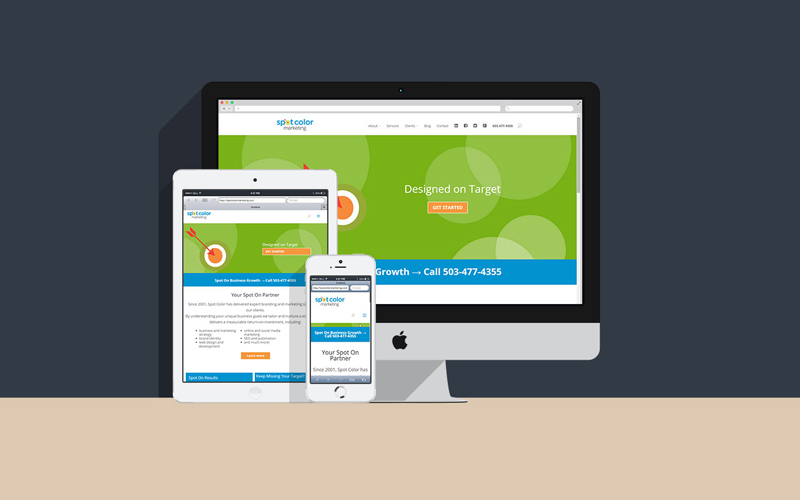 spot color
marketing
About
Services
Clients
Blog
Contact
503-477-4355
Designed on Target
GET STARTED
Growth → Call 503-477-4355
spot color
marketing
Designed on Target
GET STARTED
Spot On Business Growth → Call 503-477-4355
Your Spot On Partner
Since 2001, Spot Color has delivered expert branding and marketing
our clients.
By understanding your unique business goals we tailor and nurture a
delivers a measurable return-on-investment, including:
business and marketing
strategy
brand identity
web design and
development
online and social media
marketing
SEO and automation
and much more!
Learn More
Spot On Results
Keep Missing Your Target?
spot color
marketing
Spot On Business Growth
→ Call 503-477-4355
Your Spot On
Partner
Since 2001, Spot Color has